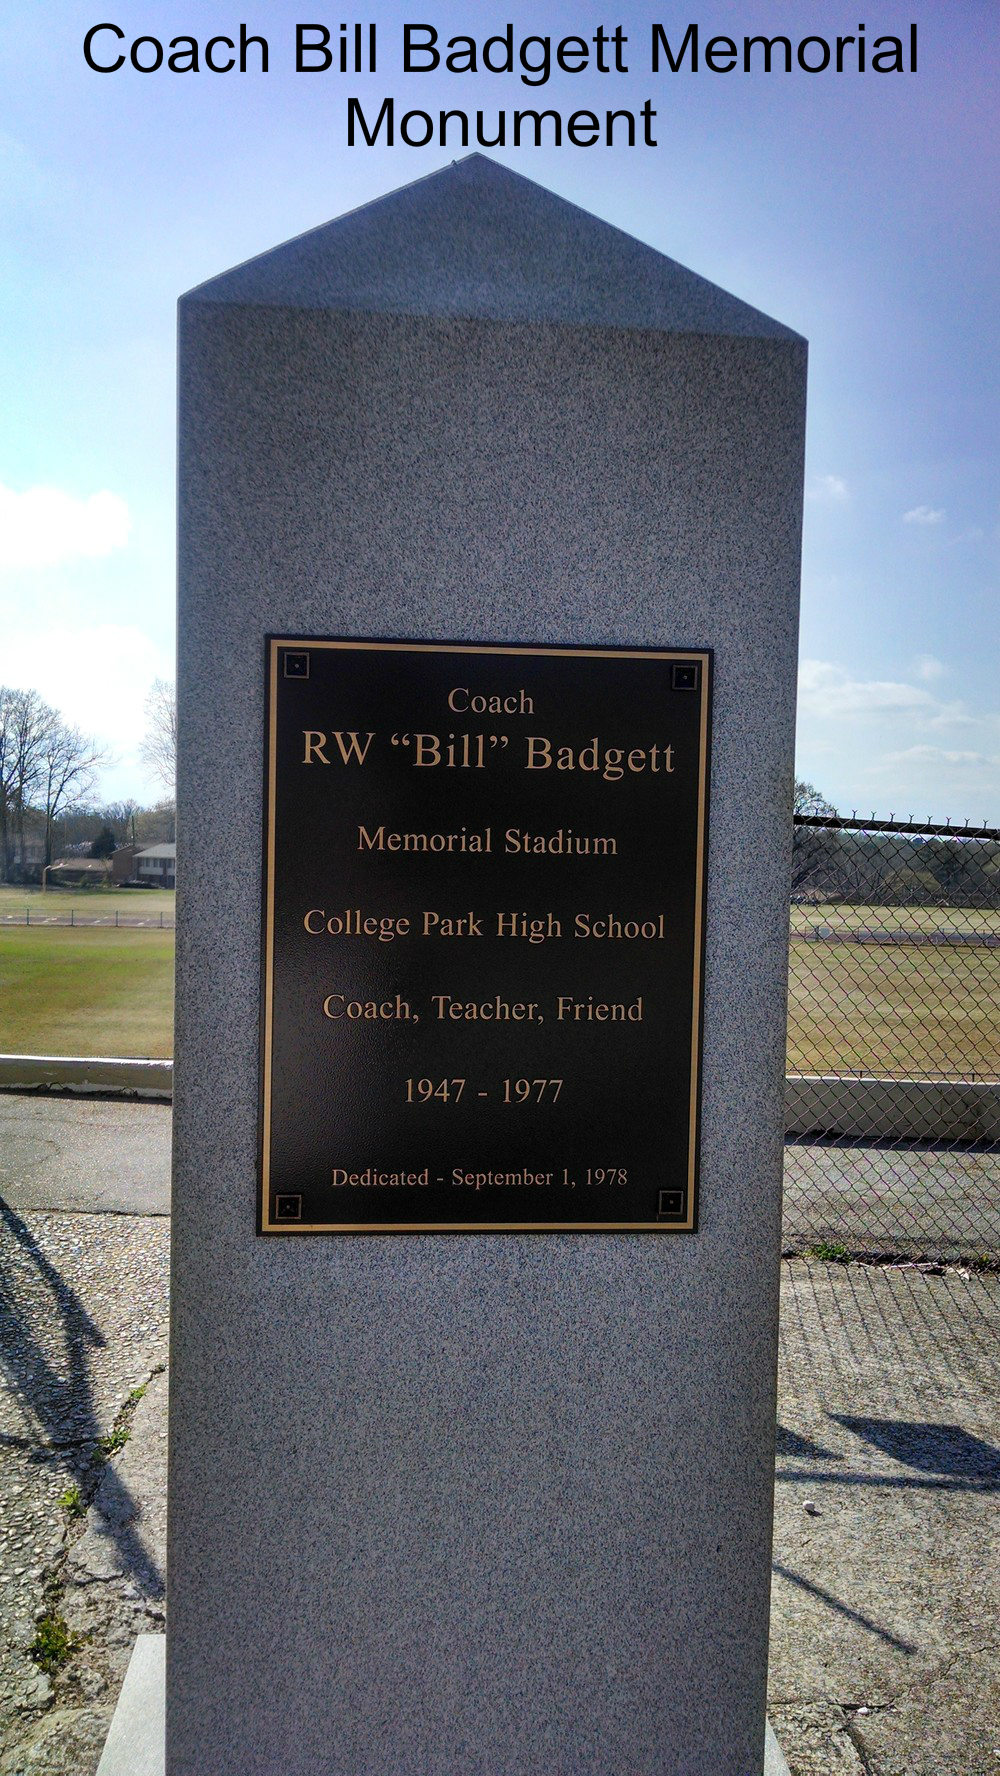 Coach Bill Badgett Memorial
Monument
Coach
RW “Bill” Badgett
Memorial Stadium
College Park High School
Coach, Teacher, Friend
1947 - 1977
Dedicated - September 1, 1978